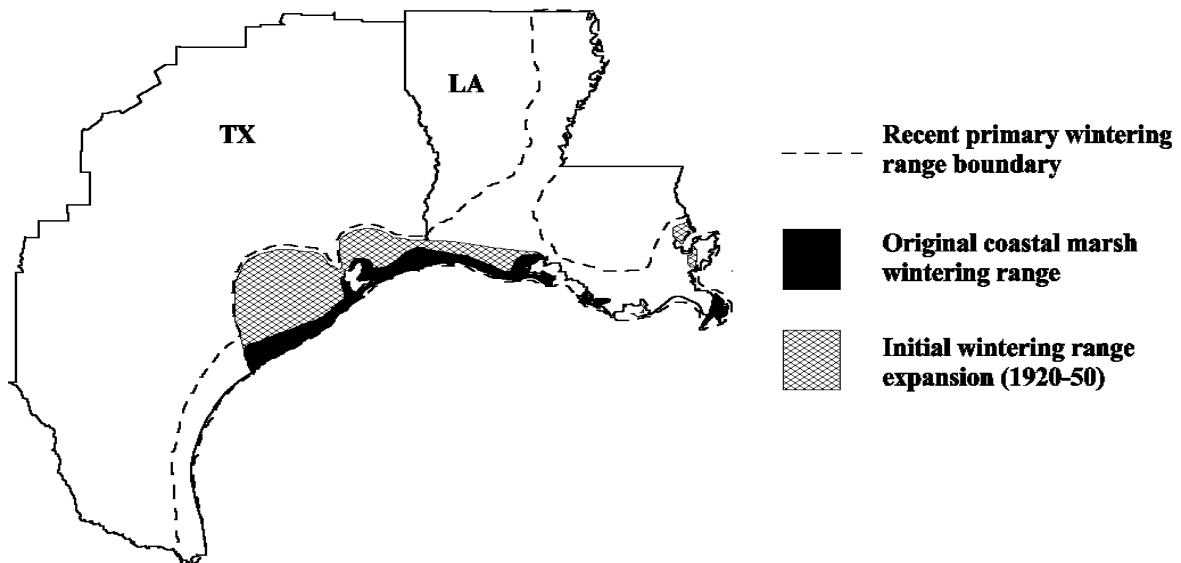 TX
LA
Recent primary wintering
range boundary
Original coastal marsh
wintering range
Initial wintering range
expansion (1920-50)